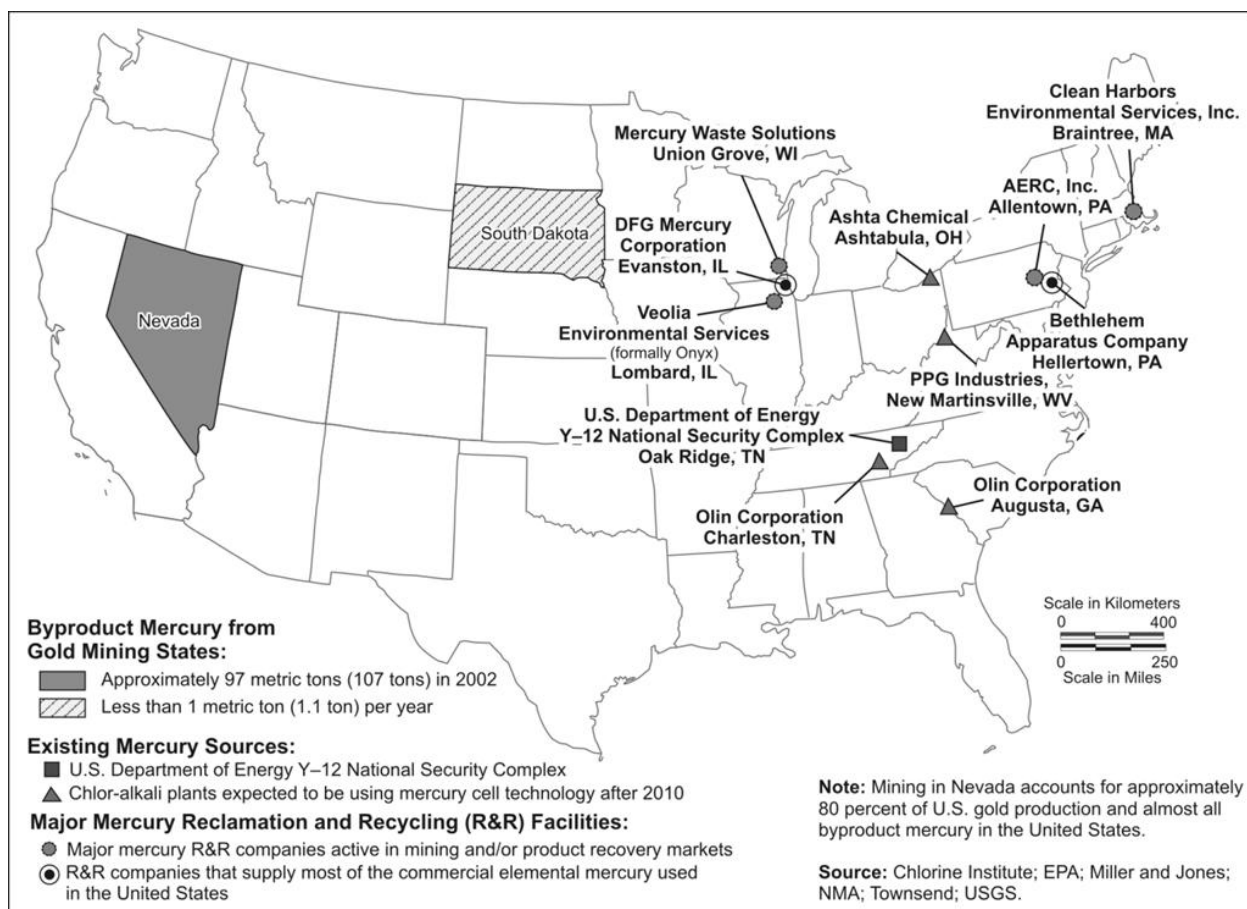 Clean Harbors
Environmental Services, Inc.
Braintree, MA
Mercury Waste Solutions
Union Grove, WI
AERC, Inc.
Allentown, PA
DFG Mercury
Corporation
Evanston, IL
Ashta Chemical
Ashtabula, OH
South Dakota
Nevada
Veolia
Environmental Services
(formally Onyx)
Lombard, IL
Bethlehem
Apparatus Company
Hellertown, PA
PPG Industries,
New Martinsville, WV
U.S. Department of Energy
Y–12 National Security Complex
Oak Ridge, TN
Olin Corporation
Augusta, GA
Olin Corporation
Charleston, TN
Scale in Kilometers
0 400
0 250
Scale in Miles
Byproduct Mercury from
Gold Mining States:
Approximately 97 metric tons (107 tons) in 2002
Less than 1 metric ton (1.1 ton) per year
Existing Mercury Sources:
U.S. Department of Energy Y–12 National Security Complex
Chlor-alkali plants expected to be using mercury cell technology after 2010
Major Mercury Reclamation and Recycling (R&R) Facilities:
Major mercury R&R companies active in mining and/or product recovery markets
R&R companies that supply most of the commercial elemental mercury used
in the United States
Note: Mining in Nevada accounts for approximately
80 percent of U.S. gold production and almost all
byproduct mercury in the United States.
Source: Chlorine Institute; EPA; Miller and Jones;
NMA; Townsend; USGS.